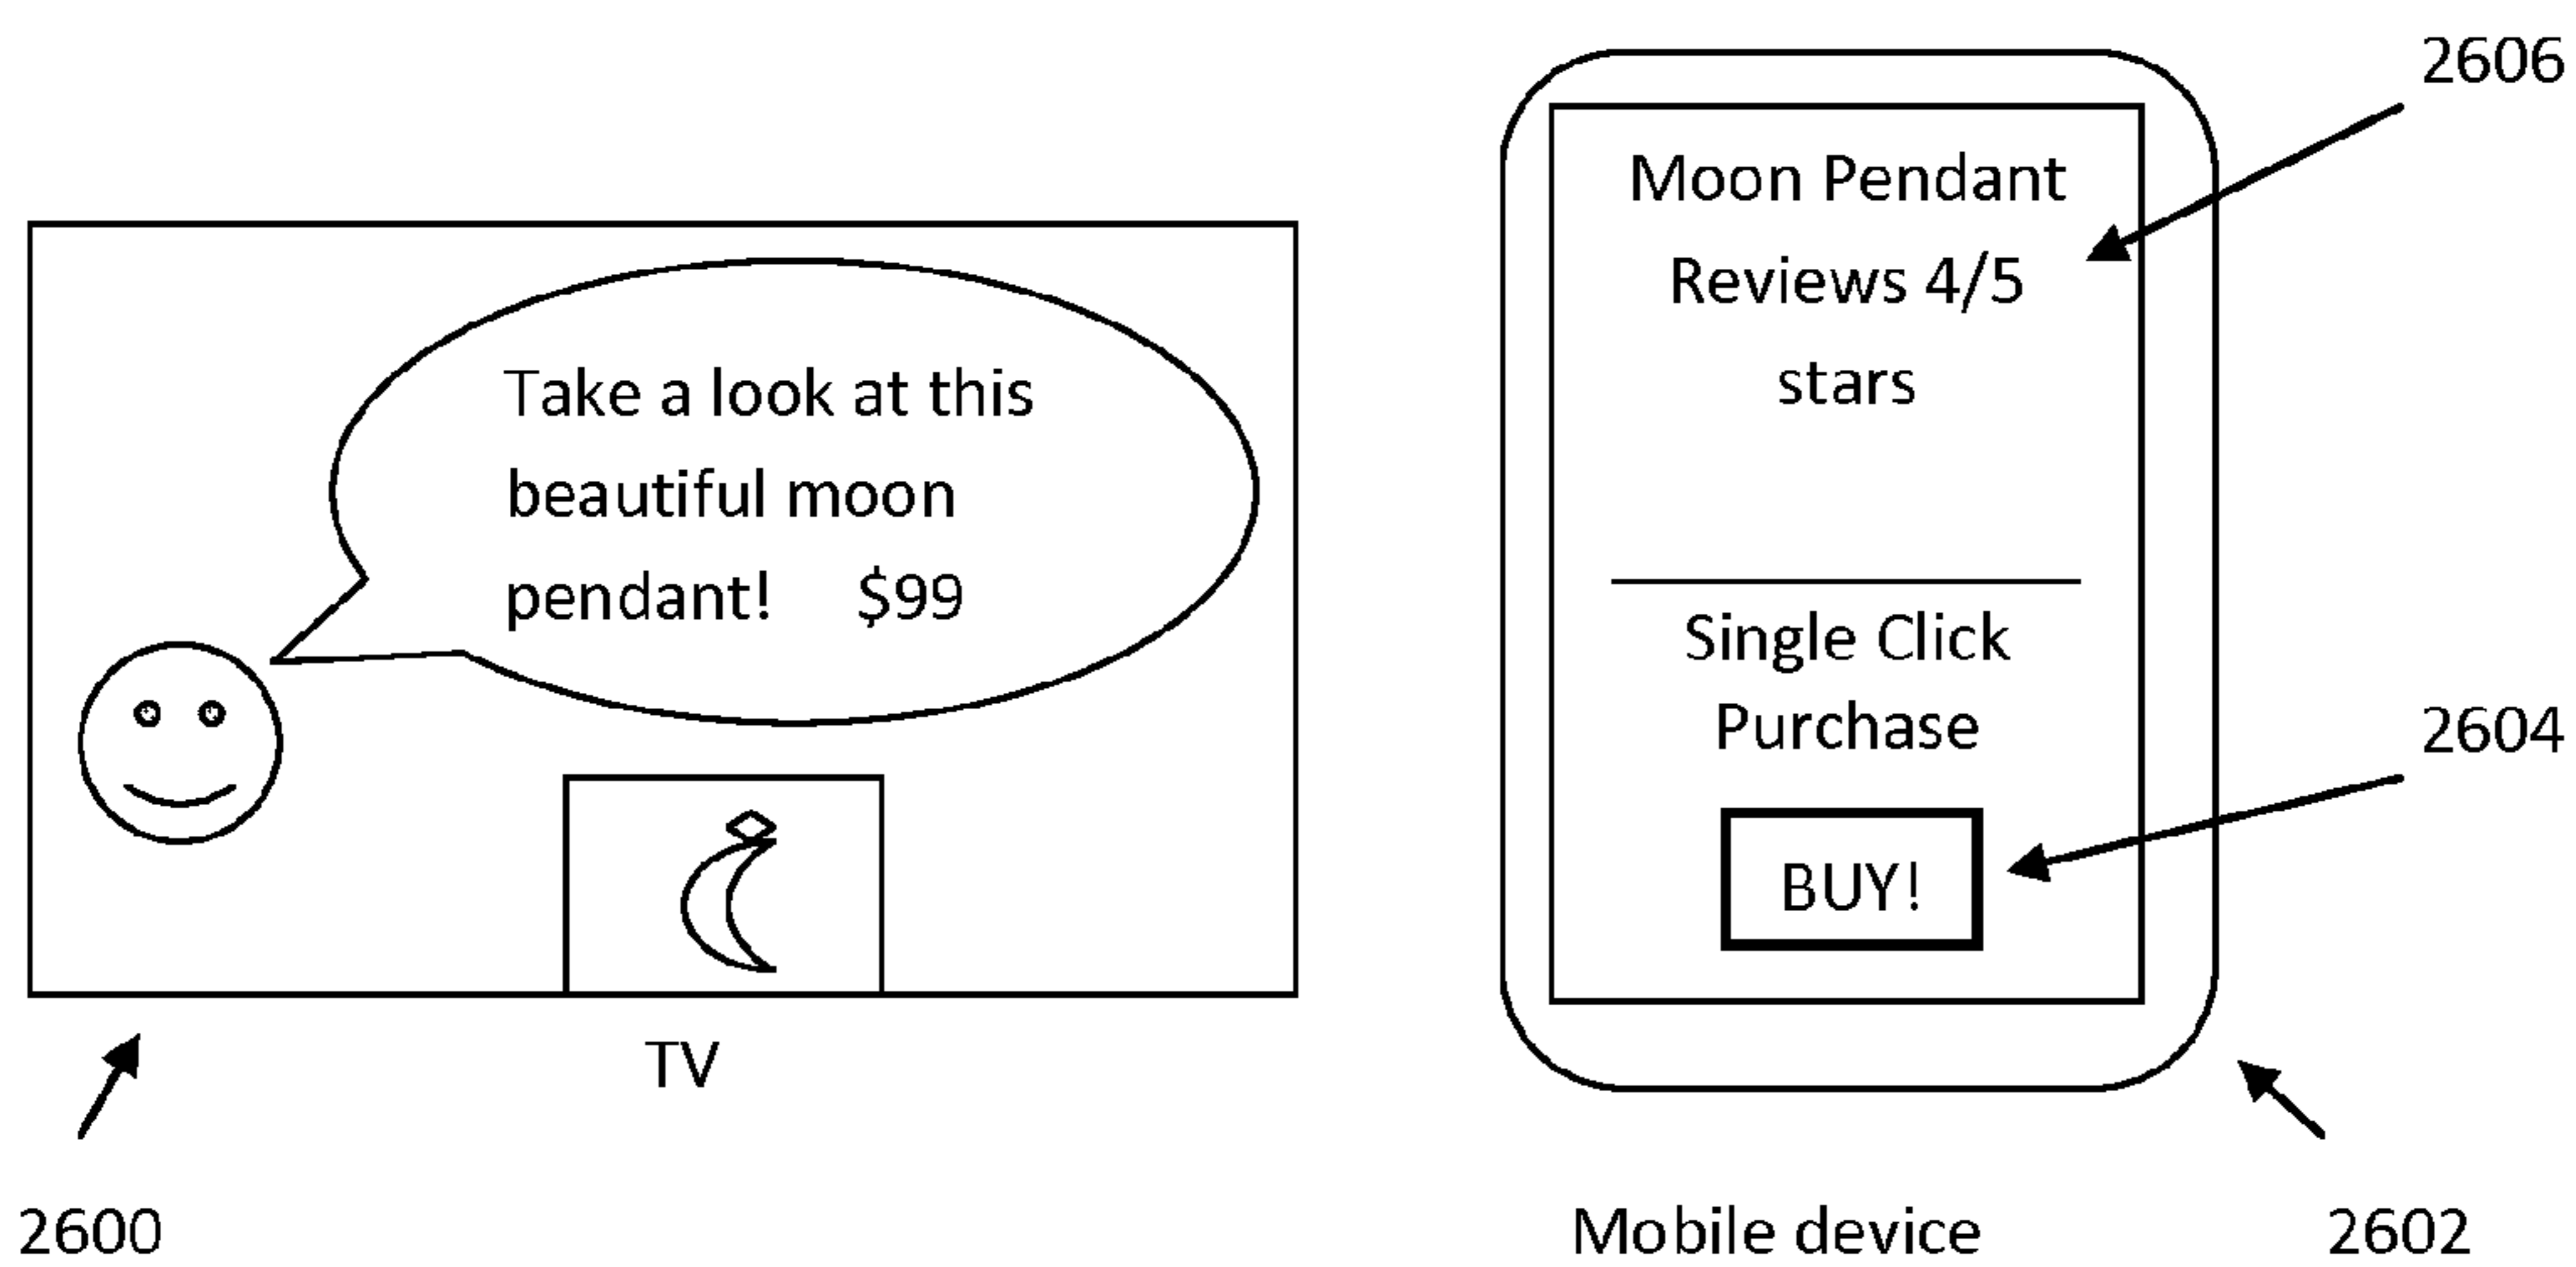 Take a look at this
beautiful moon
pendant! $99
TV
2600
2606
Moon Pendant
Reviews 4/5
stars
Single Click
Purchase
2604
BUY!
Mobile device
2602